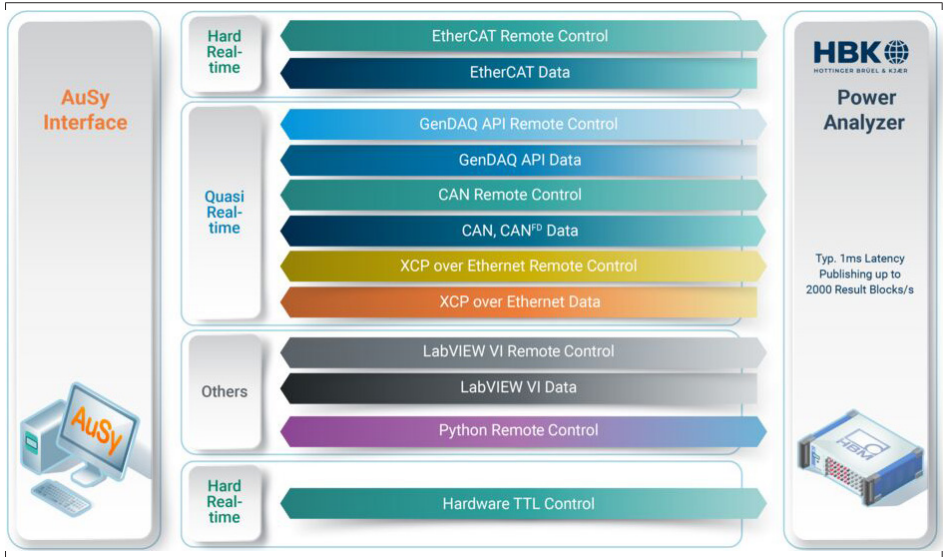 AuSy
Interface
AuSy
Hard
Real-
time
EtherCAT Remote Control
EtherCAT Data
Quasi
Real-
time
GenDAQ API Remote Control
GenDAQ API Data
CAN Remote Control
CAN, CANFD Data
XCP over Ethernet Remote Control
XCP over Ethernet Data
Others
LabVIEW VI Remote Control
LabVIEW VI Data
Python Remote Control
Hard
Real-
time
Hardware TTL Control
HBK
HOTTINGER BRÜEL & KJÆR
Power
Analyzer
Typ. 1ms Latency
Publishing up to
2000 Result Blocks/s
HBM